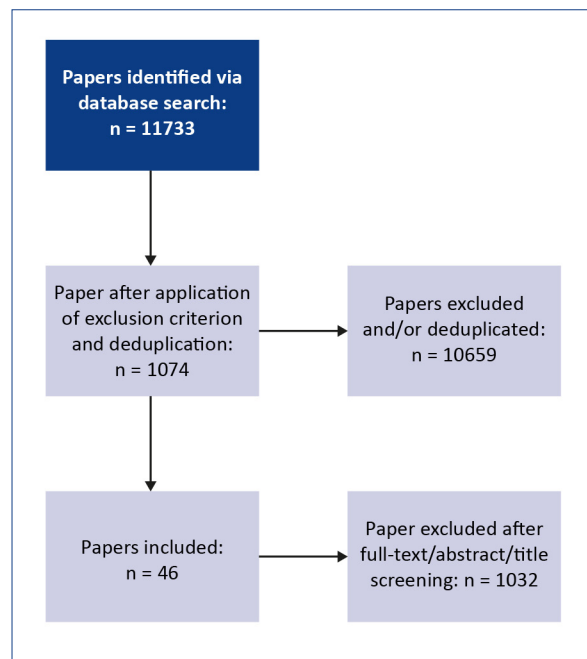 Papers identified via
database search:
n = 11733
Paper after application
of exclusion criterion
and deduplication:
n = 1074
Papers excluded
and/or deduplicated:
n = 10659
Papers included:
n = 46
Paper excluded after
full-text/abstract/title
screening: n = 1032